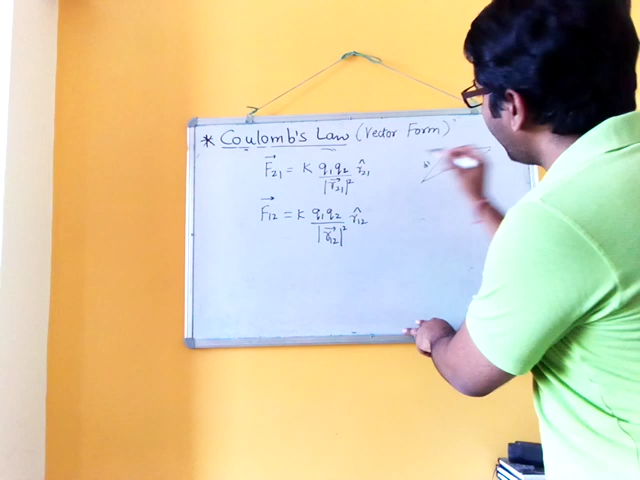 * Coulomb's Law (Vector Form)
F⃗21 = K q1q2 / |r⃗21|² r̂21
F⃗12 = K q1q2 / |r⃗12|² r̂12